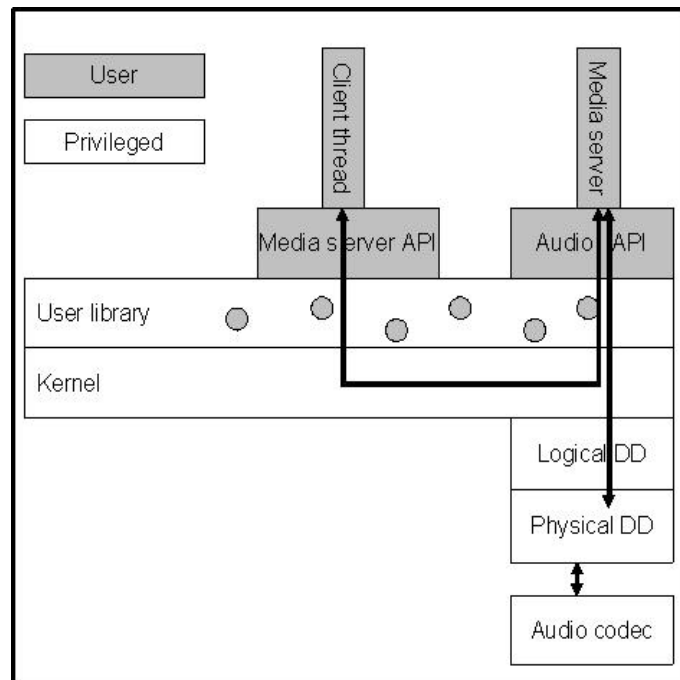 User
Privileged
Client thread
Media server
Media server API
Audio API
User library
Kernel
Logical DD
Physical DD
Audio codec